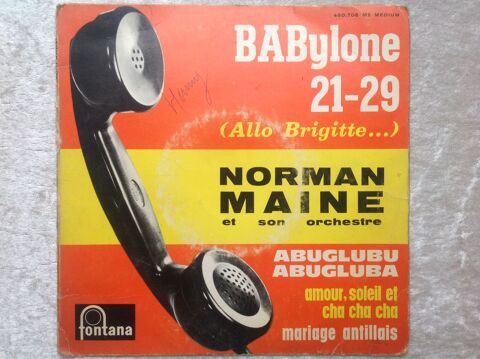 460.706 ME MEDIUM
BABylone
21-29
(Allo Brigitte...)
NORMAN
MAINE
et son orchestre
ABUGLUBU
ABUGLUBA
amour, soleil et
cha cha cha
mariage antillais
fontana